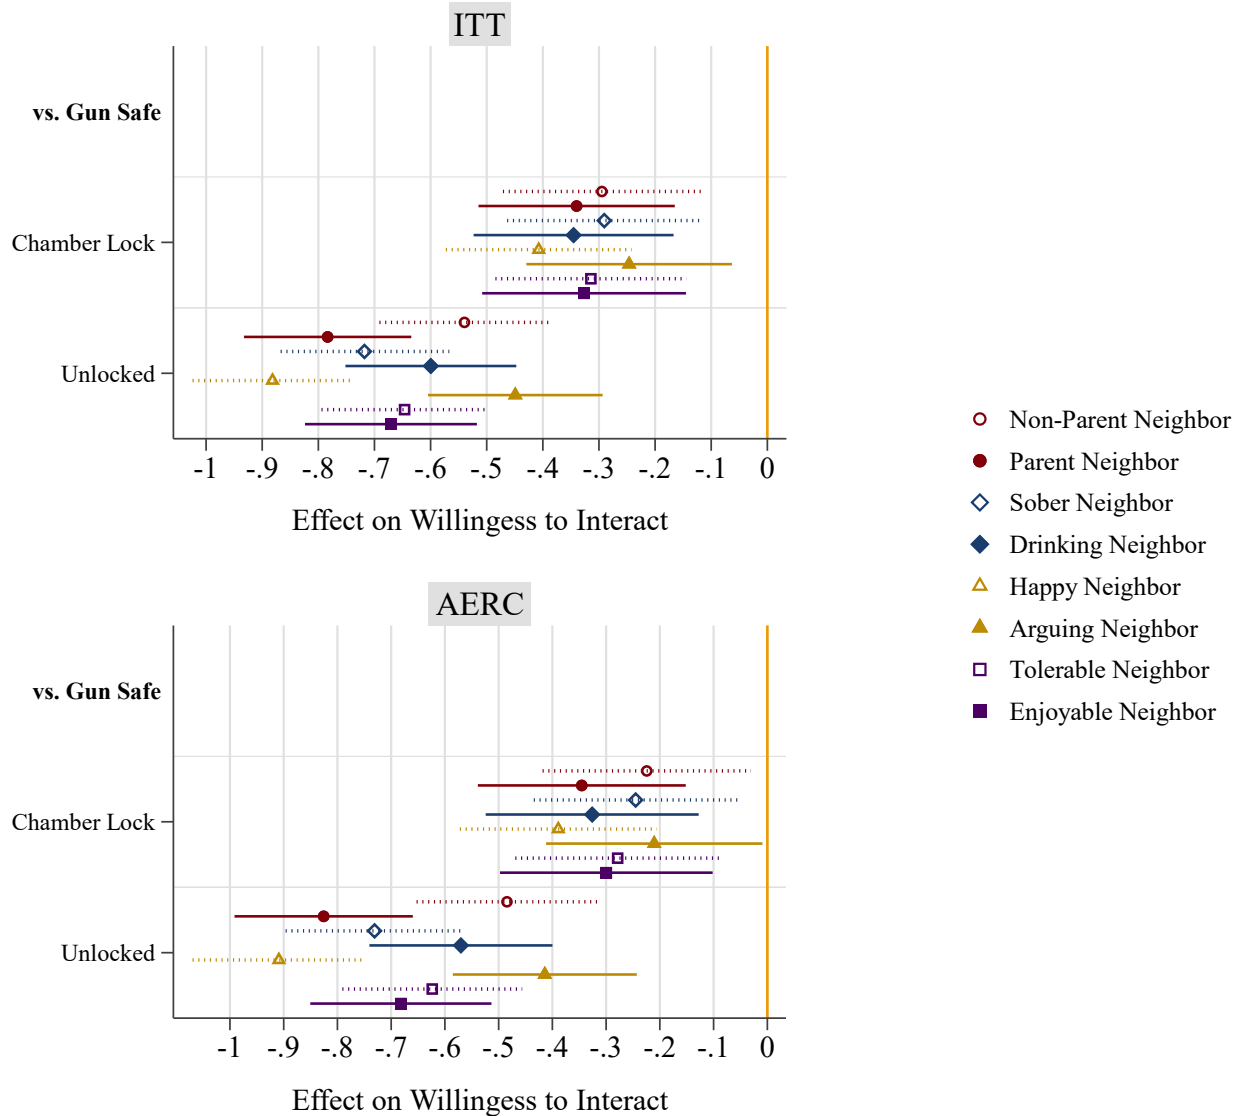 ITT
vs. Gun Safe
Chamber Lock
Unlocked
-1 -.9 -.8 -.7 -.6 -.5 -.4 -.3 -.2 -.1 0
Effect on Willingess to Interact
Non-Parent Neighbor
Parent Neighbor
Sober Neighbor
Drinking Neighbor
Happy Neighbor
Arguing Neighbor
Tolerable Neighbor
Enjoyable Neighbor
AERC
vs. Gun Safe
Chamber Lock
Unlocked
-1 -.9 -.8 -.7 -.6 -.5 -.4 -.3 -.2 -.1 0
Effect on Willingess to Interact